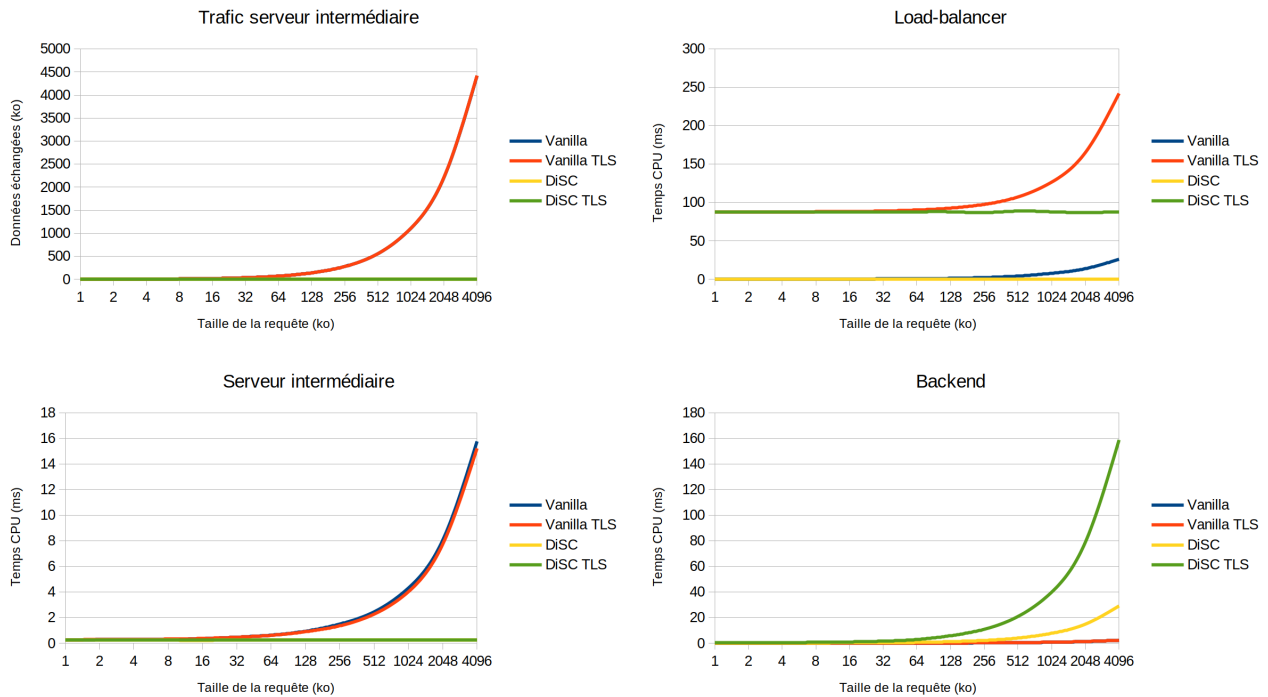 Trafic serveur intermédiaire
5000
4500
4000
3500
3000
2500
2000
1500
1000
500
0
Données échangées (ko)
1 2 4 8 16 32 64 128 256 512 1024 2048 4096
Taille de la requête (ko)
Vanilla
Vanilla TLS
DiSC
DiSC TLS
Load-balancer
300
250
200
150
100
50
0
Temps CPU (ms)
1 2 4 8 16 32 64 128 256 512 1024 2048 4096
Taille de la requête (ko)
Vanilla
Vanilla TLS
DiSC
DiSC TLS
Serveur intermédiaire
18
16
14
12
10
8
6
4
2
0
Temps CPU (ms)
1 2 4 8 16 32 64 128 256 512 1024 2048 4096
Taille de la requête (ko)
Vanilla
Vanilla TLS
DiSC
DiSC TLS
Backend
180
160
140
120
100
80
60
40
20
0
Temps CPU (ms)
1 2 4 8 16 32 64 128 256 512 1024 2048 4096
Taille de la requête (ko)
Vanilla
Vanilla TLS
DiSC
DiSC TLS